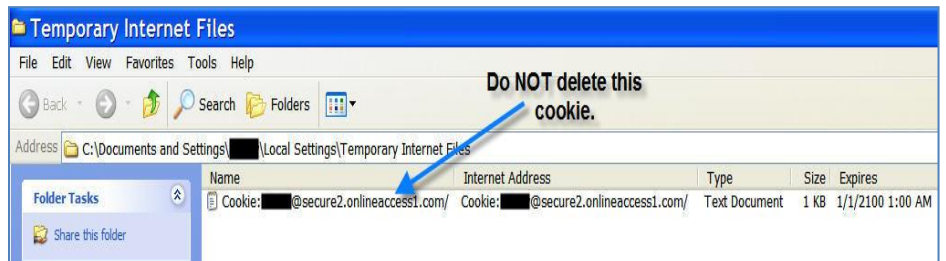 Temporary Internet Files
File Edit View Favorites Tools Help
Do NOT delete this
cookie.
Back Search Folders
Address C:\Documents and Settings\ \Local Settings\Temporary Internet Files
Name Internet Address Type Size Expires
Folder Tasks
Cookie: @secure2.onlineaccess1.com/ Cookie: @secure2.onlineaccess1.com/ Text Document 1 KB 1/1/2100 1:00 AM
Share this folder